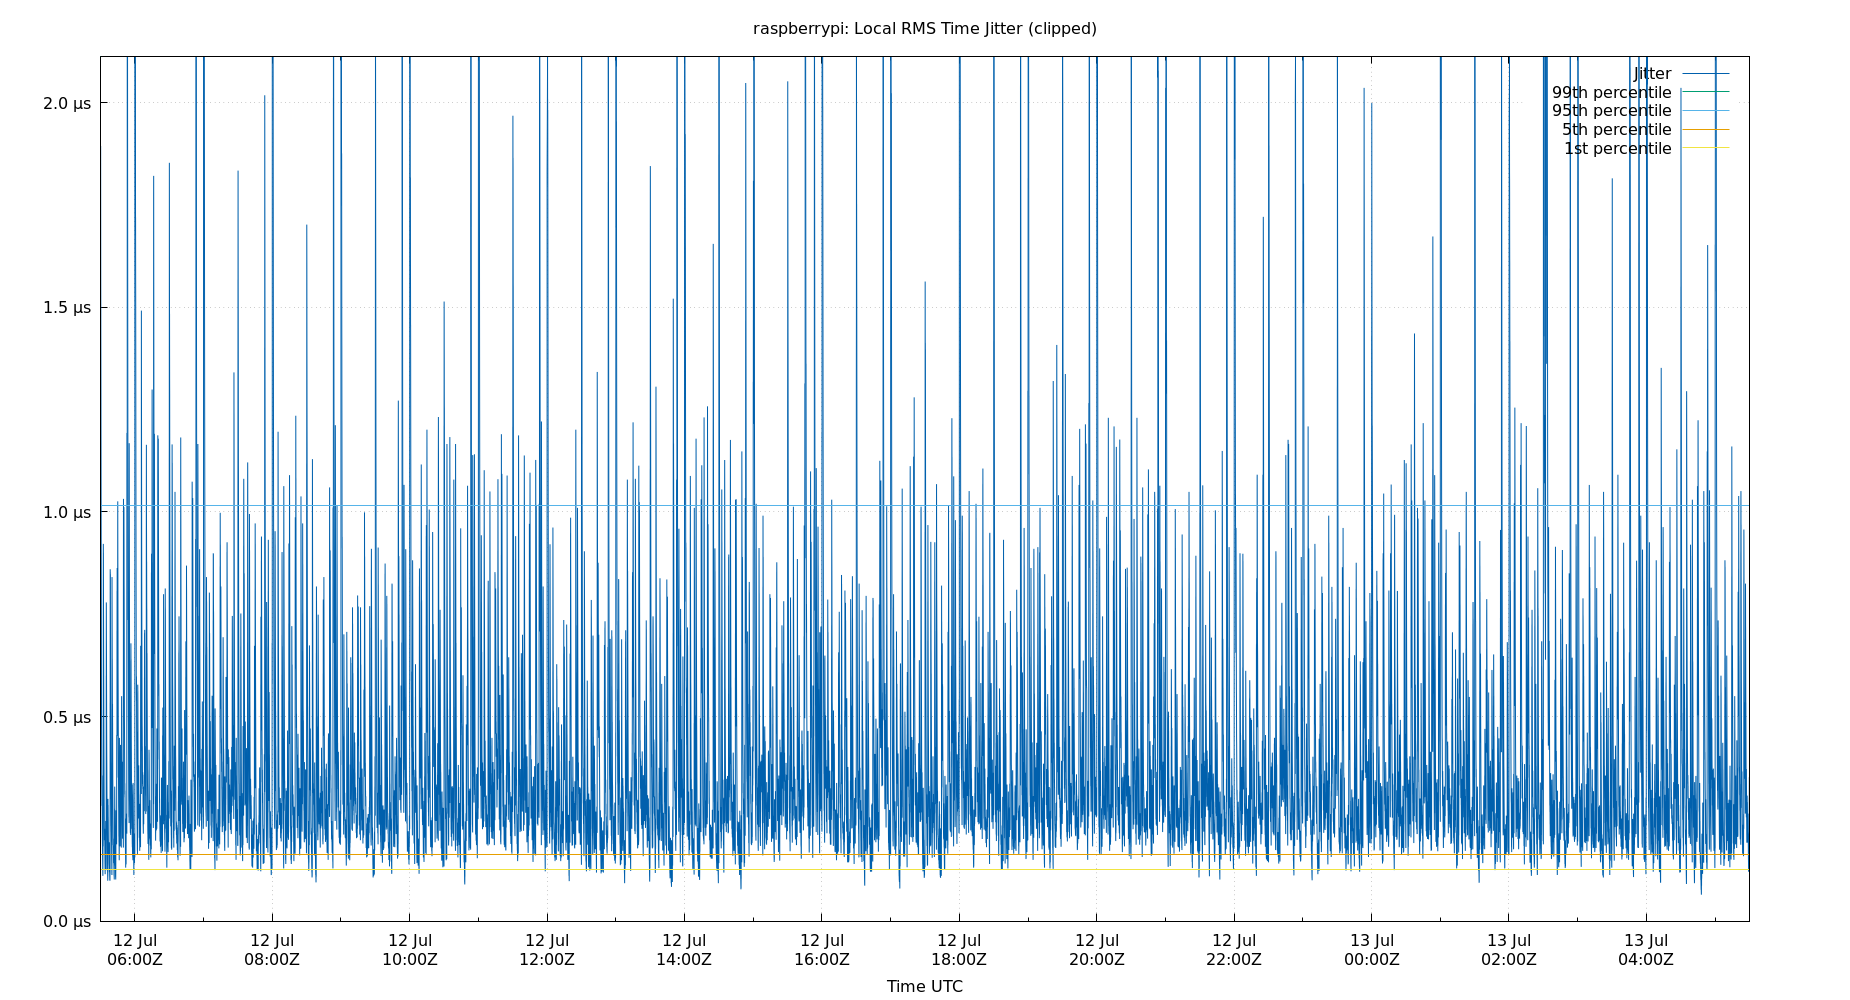 raspberrypi: Local RMS Time Jitter (clipped)
Jitter
99th percentile
95th percentile
5th percentile
1st percentile
2.0 µs
1.5 µs
1.0 µs
0.5 µs
0.0 µs
12 Jul 12 Jul 12 Jul 12 Jul 12 Jul 12 Jul 12 Jul 12 Jul 12 Jul 13 Jul 13 Jul 13 Jul
06:00Z 08:00Z 10:00Z 12:00Z 14:00Z 16:00Z 18:00Z 20:00Z 22:00Z 00:00Z 02:00Z 04:00Z
Time UTC